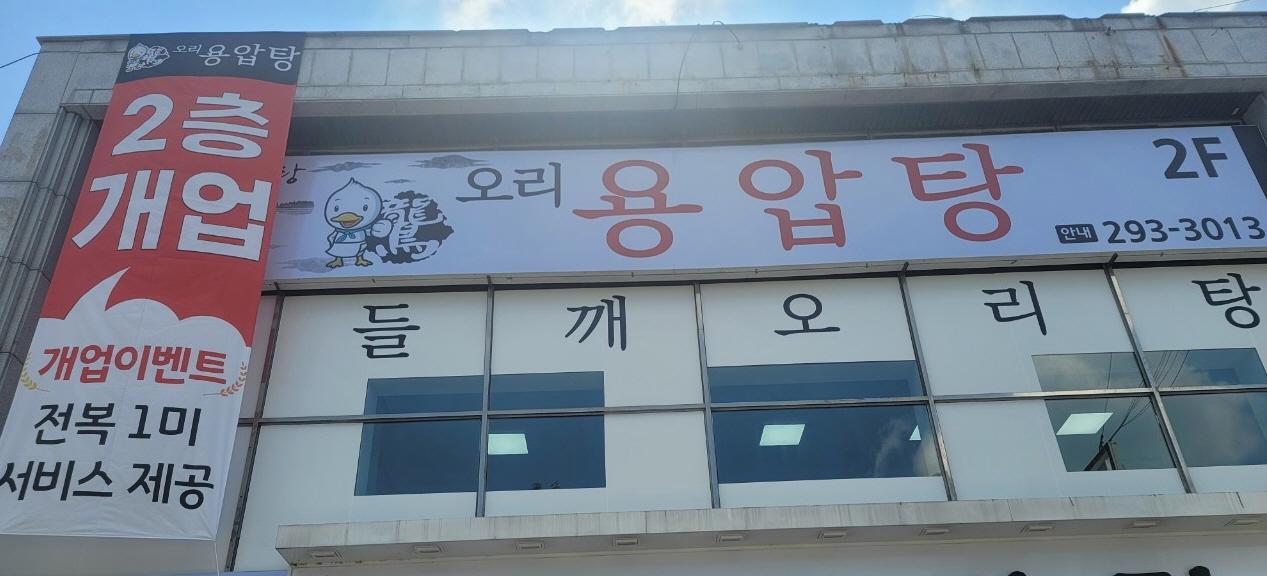 오리용압탕
2층
개업
개업이벤트
전복 1미
서비스 제공
탕
龍
오리 용압탕
2F
안내 293-3013
들깨오리탕